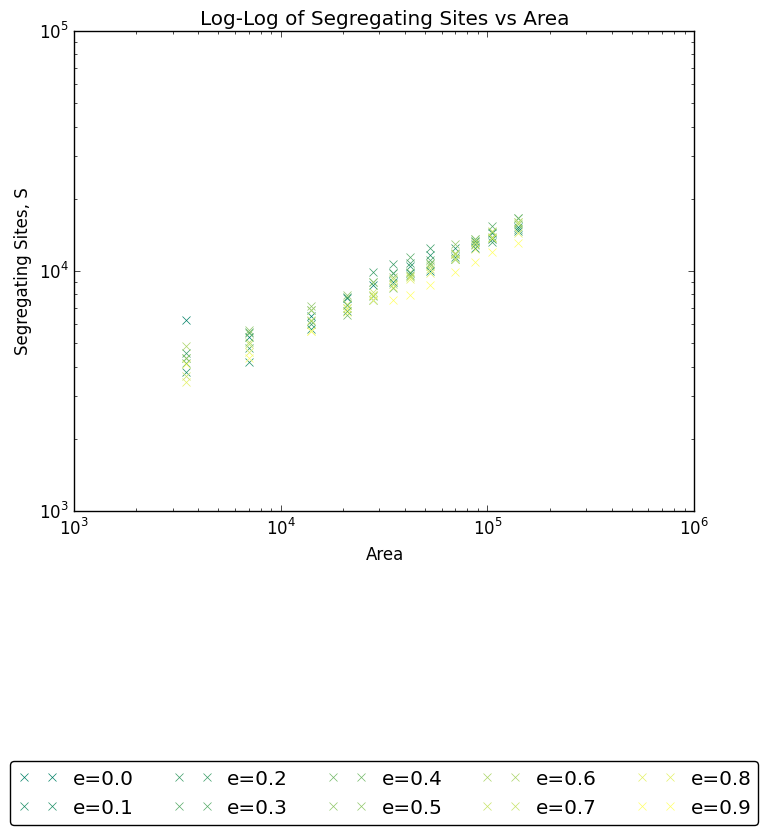 Log-Log of Segregating Sites vs Area
10^5
10^4
10^3
Segregating Sites, S
10^3 10^4 10^5 10^6
Area
e=0.0 e=0.2 e=0.4 e=0.6 e=0.8
e=0.1 e=0.3 e=0.5 e=0.7 e=0.9